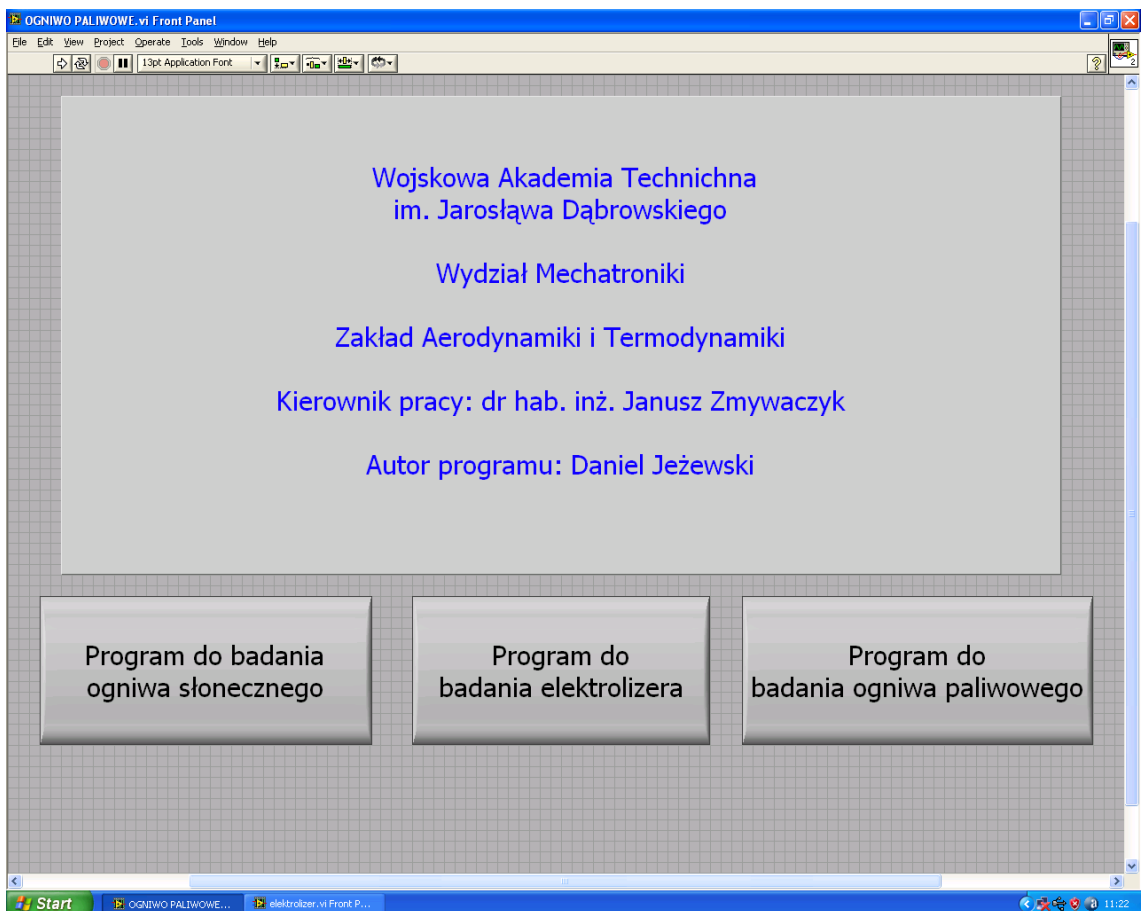 OGNIWO PALIWOWE.vi Front Panel
File Edit View Project Operate Tools Window Help
13pt Application Font
2
Wojskowa Akademia Technichna
im. Jarosłąwa Dąbrowskiego
Wydział Mechatroniki
Zakład Aerodynamiki i Termodynamiki
Kierownik pracy: dr hab. inż. Janusz Zmywaczyk
Autor programu: Daniel Jeżewski
Program do badania
ogniwa słonecznego
Program do
badania elektrolizera
Program do
badania ogniwa paliwowego
Start OGNIWO PALIWOWE... elektrolizer.vi Front P... 11:22